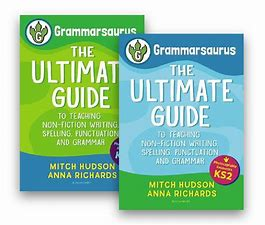 Grammarsaurus
THE
ULTIMATE
GUIDE
TO TEACHING
NON-FICTION WRITING,
SPELLING, PUNCTUATION
AND GRAMMAR
MITCH HUDSON
ANNA RICHARDS
Grammarsaurus
THE
ULTIMATE
GUIDE
TO TEACHING
NON-FICTION WRITING,
SPELLING, PUNCTUATION
AND GRAMMAR
KS2
MITCH HUDSON
ANNA RICHARDS